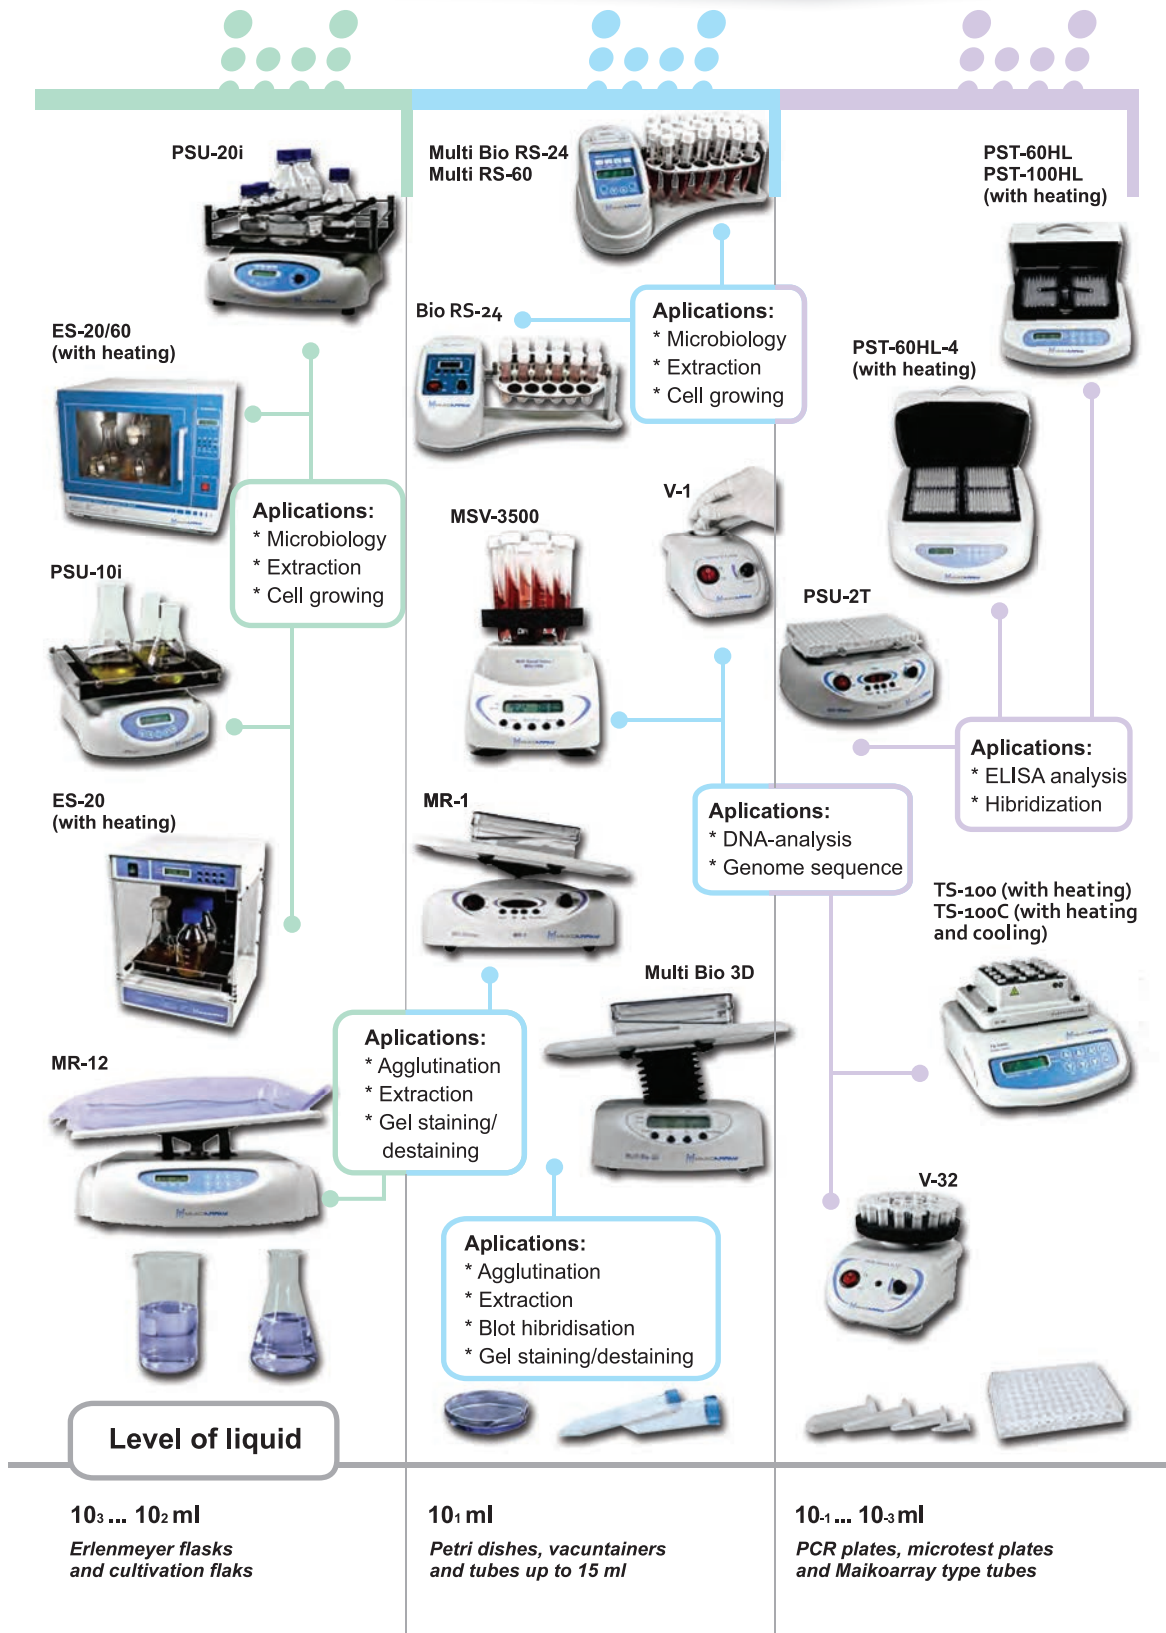 PSU-20i
ES-20/60
(with heating)
Aplications:
* Microbiology
* Extraction
* Cell growing
PSU-10i
ES-20
(with heating)
MR-12
Multi Bio RS-24
Multi RS-60
Bio RS-24
Aplications:
* Microbiology
* Extraction
* Cell growing
MSV-3500
V-1
MR-1
Aplications:
* DNA-analysis
* Genome sequence
Multi Bio 3D
Aplications:
* Agglutination
* Extraction
* Gel staining/
destaining
Aplications:
* Agglutination
* Extraction
* Blot hibridisation
* Gel staining/destaining
PST-60HL
PST-100HL
(with heating)
PST-60HL-4
(with heating)
PSU-2T
Aplications:
* ELISA analysis
* Hibridization
TS-100 (with heating)
TS-100C (with heating
and cooling)
V-32
Level of liquid
10₃ ... 10₂ ml
Erlenmeyer flasks
and cultivation flaks
10₁ ml
Petri dishes, vacuntainers
and tubes up to 15 ml
10₋₁ ... 10₋₃ ml
PCR plates, microtest plates
and Maikoarray type tubes